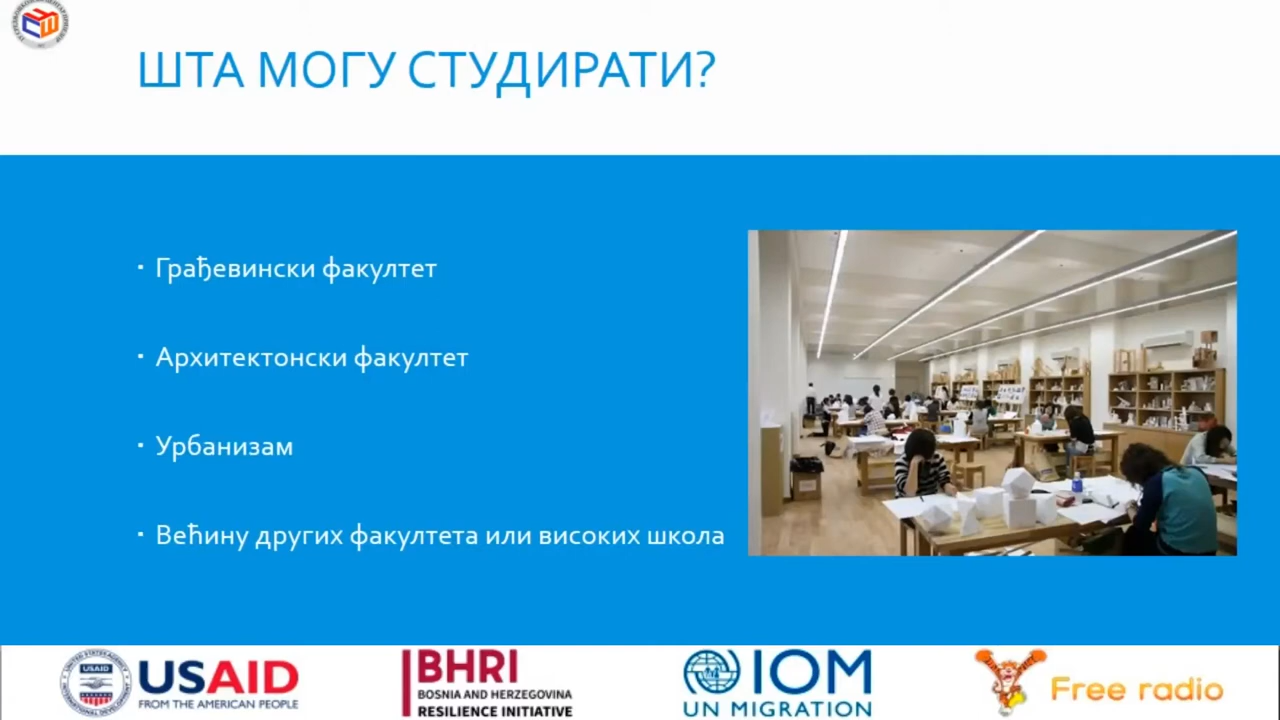 ШТА МОГУ СТУДИРАТИ?
Грађевински факултет
Архитектонски факултет
Урбанизам
Већину других факултета или високих школа
USAID
USAID
FROM THE AMERICAN PEOPLE
BHRI
BOSNIA AND HERZEGOVINA
RESILIENCE INITIATIVE
IOM
UN MIGRATION
Free radio